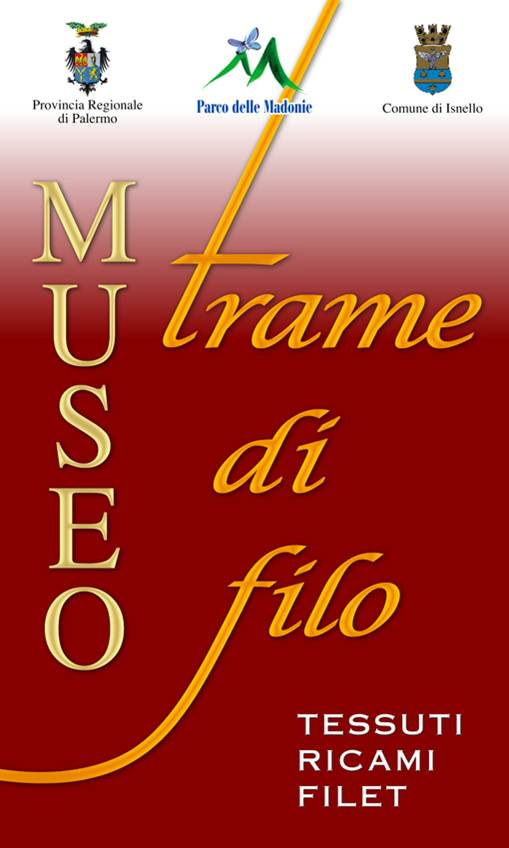 Provincia Regionale
di Palermo
Parco delle Madonie
Comune di Isnello
MUSEO
trame
di
filo
TESSUTI
RICAMI
FILET